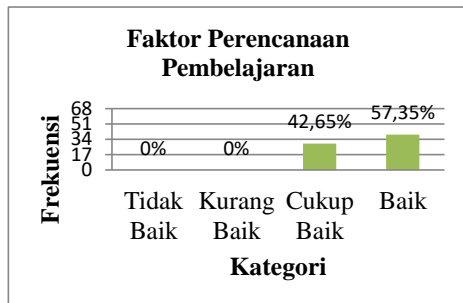 Faktor Perencanaan
Pembelajaran
Frekuensi
68
51
34
17
0
0%
0%
42,65%
57,35%
Tidak Baik
Kurang Baik
Cukup Baik
Baik
Kategori